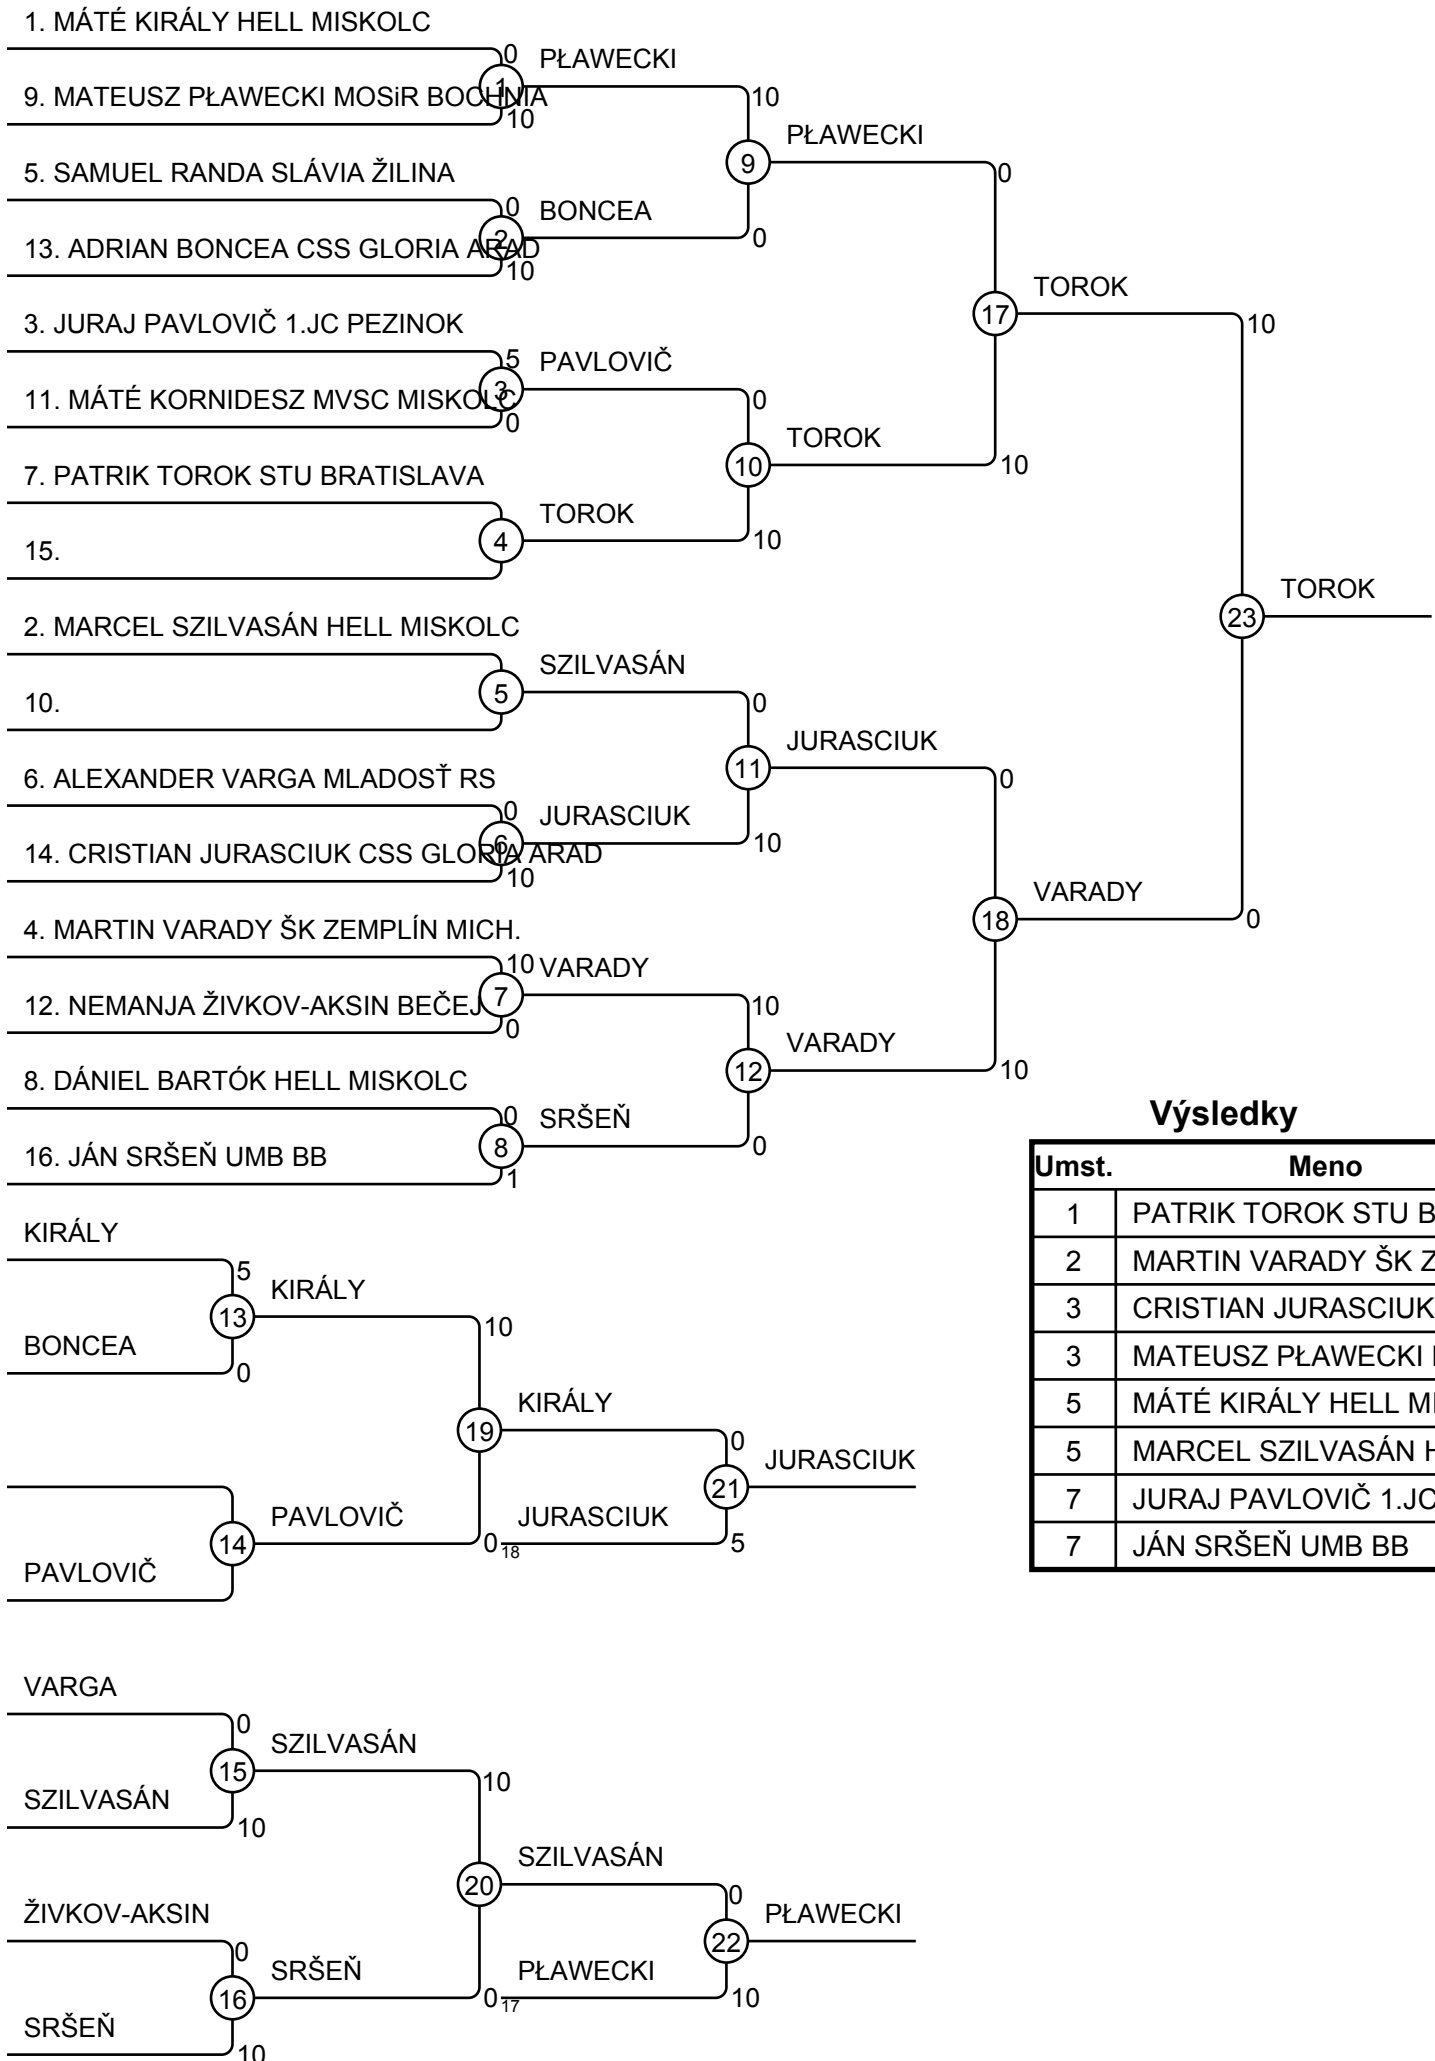 1. MÁTÉ KIRÁLY HELL MISKOLC
0
PŁAWECKI
1
9. MATEUSZ PŁAWECKI MOSiR BOCHNIA
10
10
PŁAWECKI
9
0
5. SAMUEL RANDA SLÁVIA ŽILINA
0
BONCEA
2
0
13. ADRIAN BONCEA CSS GLORIA ARAD
10
TOROK
17
10
3. JURAJ PAVLOVIČ 1.JC PEZINOK
5
PAVLOVIČ
3
0
11. MÁTÉ KORNIDESZ MVSC MISKOLC
0
TOROK
10
10
7. PATRIK TOROK STU BRATISLAVA
TOROK
4
10
15.
TOROK
23
2. MARCEL SZILVASÁN HELL MISKOLC
SZILVASÁN
5
0
10.
JURASCIUK
11
0
6. ALEXANDER VARGA MLADOSŤ RS
0
JURASCIUK
6
10
14. CRISTIAN JURASCIUK CSS GLORIA ARAD
10
VARADY
18
0
4. MARTIN VARADY ŠK ZEMPLÍN MICH.
10
VARADY
7
10
12. NEMANJA ŽIVKOV-AKSIN BEČEJ
0
VARADY
12
10
8. DÁNIEL BARTÓK HELL MISKOLC
0
SRŠEŇ
8
0
16. JÁN SRŠEŇ UMB BB
1
KIRÁLY
5
KIRÁLY
13
10
BONCEA
0
KIRÁLY
19
0
JURASCIUK
21
PAVLOVIČ
14
0
18
JURASCIUK
5
PAVLOVIČ
VARGA
0
SZILVASÁN
15
10
SZILVASÁN
10
SZILVASÁN
20
0
PŁAWECKI
22
ŽIVKOV-AKSIN
0
SRŠEŇ
16
0
17
PŁAWECKI
10
SRŠEŇ
10
Výsledky
Umst. Meno
1 PATRIK TOROK STU B
2 MARTIN VARADY ŠK Z
3 CRISTIAN JURASCIUK
3 MATEUSZ PŁAWECKI
5 MÁTÉ KIRÁLY HELL MI
5 MARCEL SZILVASÁN H
7 JURAJ PAVLOVIČ 1.JC
7 JÁN SRŠEŇ UMB BB